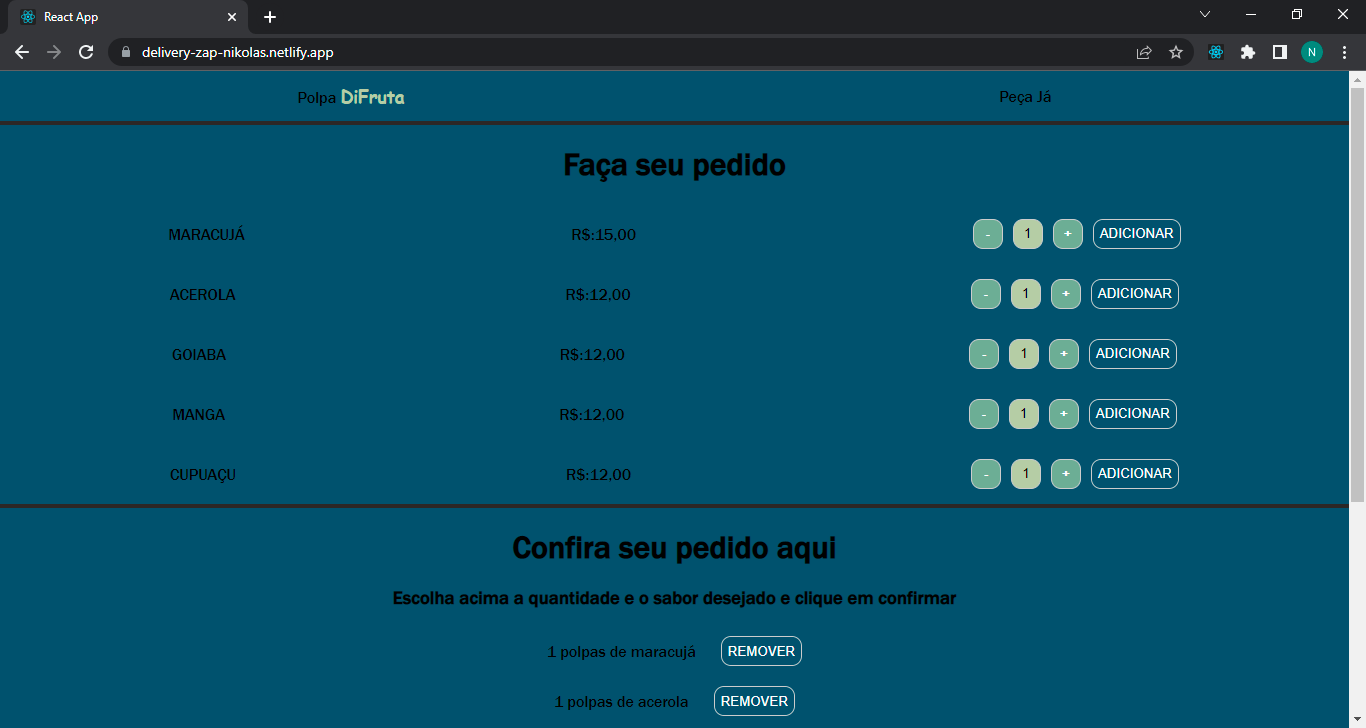 React App
delivery-zap-nikolas.netlify.app
N
Polpa DiFruta Peça Já
Faça seu pedido
MARACUJÁ R$:15,00 - 1 + ADICIONAR
ACEROLA R$:12,00 - 1 + ADICIONAR
GOIABA R$:12,00 - 1 + ADICIONAR
MANGA R$:12,00 - 1 + ADICIONAR
CUPUAÇU R$:12,00 - 1 + ADICIONAR
Confira seu pedido aqui
Escolha acima a quantidade e o sabor desejado e clique em confirmar
1 polpas de maracujá REMOVER
1 polpas de acerola REMOVER